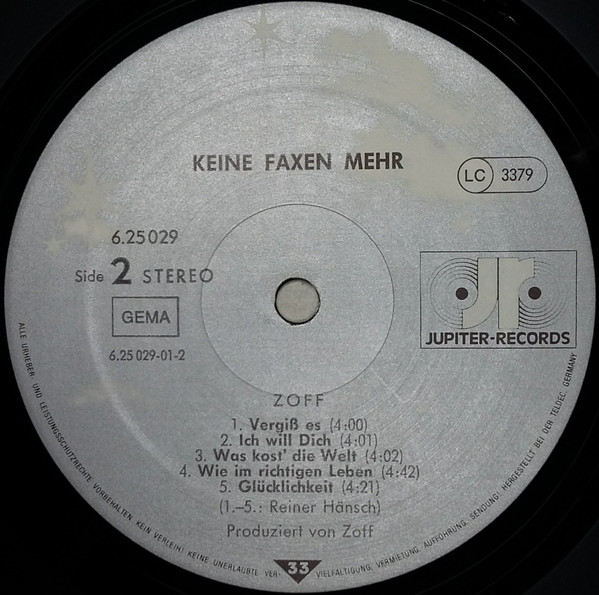 KEINE FAXEN MEHR
LC 3379
6.25 029
Side 2 STEREO
GEMA
6.25 029-01-2
jr
JUPITER-RECORDS
ZOFF
1. Vergiß es (4:00)
2. Ich will Dich (4:01)
3. Was kost' die Welt (4:02)
4. Wie im richtigen Leben (4:42)
5. Glücklichkeit (4:21)
(1.–5.: Reiner Hänsch)
Produziert von Zoff
ALLE URHEBER- UND LEISTUNGSSCHUTZRECHTE VORBEHALTEN. KEIN VERLEIH! KEINE UNERLAUBTE VER- VIELFÄLTIGUNG, VERMIETUNG, AUFFÜHRUNG, SENDUNG! HERGESTELLT BEI DER TELDEC, GERMANY
33